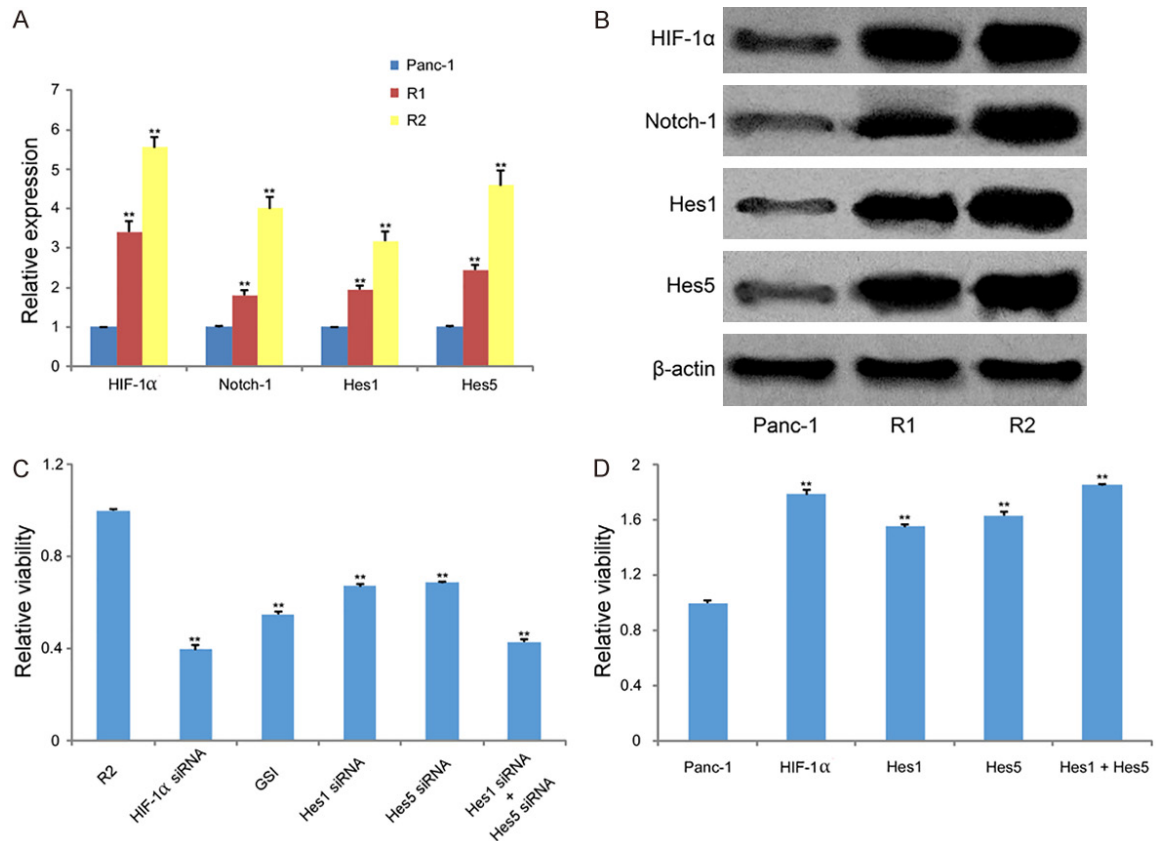 A
Panc-1
R1
R2
Relative expression
7
6
5
4
3
2
1
0
**
**
**
**
**
**
**
**
HIF-1α
Notch-1
Hes1
Hes5
B
HIF-1α
Notch-1
Hes1
Hes5
β-actin
Panc-1
R1
R2
C
Relative viability
1.2
0.8
0.4
0
**
**
**
**
**
R2
HIF-1α siRNA
GSI
Hes1 siRNA
Hes5 siRNA
Hes1 siRNA
+
Hes5 siRNA
D
Relative viability
2
1.6
1.2
0.8
0.4
0
**
**
**
**
Panc-1
HIF-1α
Hes1
Hes5
Hes1 + Hes5